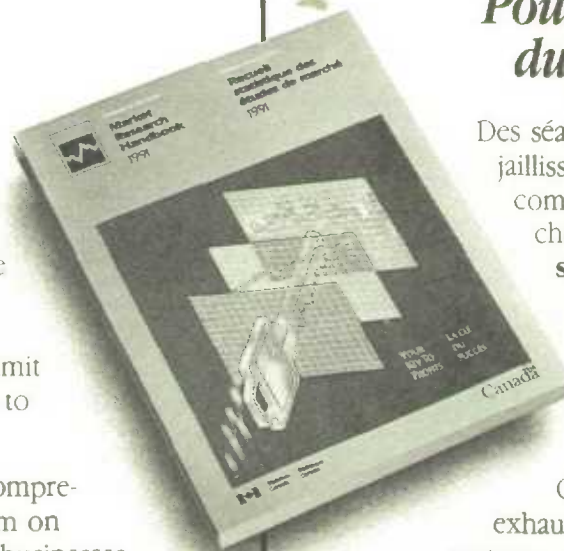 Pou
du
Des séa
jailliss
com
ch
s
mit
to
ompre-
m on
businesses
exhau
Market
Research
Handbook
1991
Recueil
statistique des
études de marché
1991
YOUR
KEY TO
PROFITS
LA CLÉ
DU
SUCCÈS
Canada